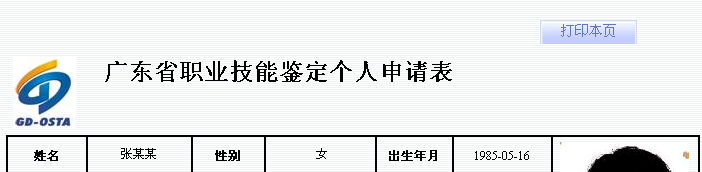 打印本页
广东省职业技能鉴定个人申请表
GD-OSTA
姓名 张某某 性别 女 出生年月 1985-05-16